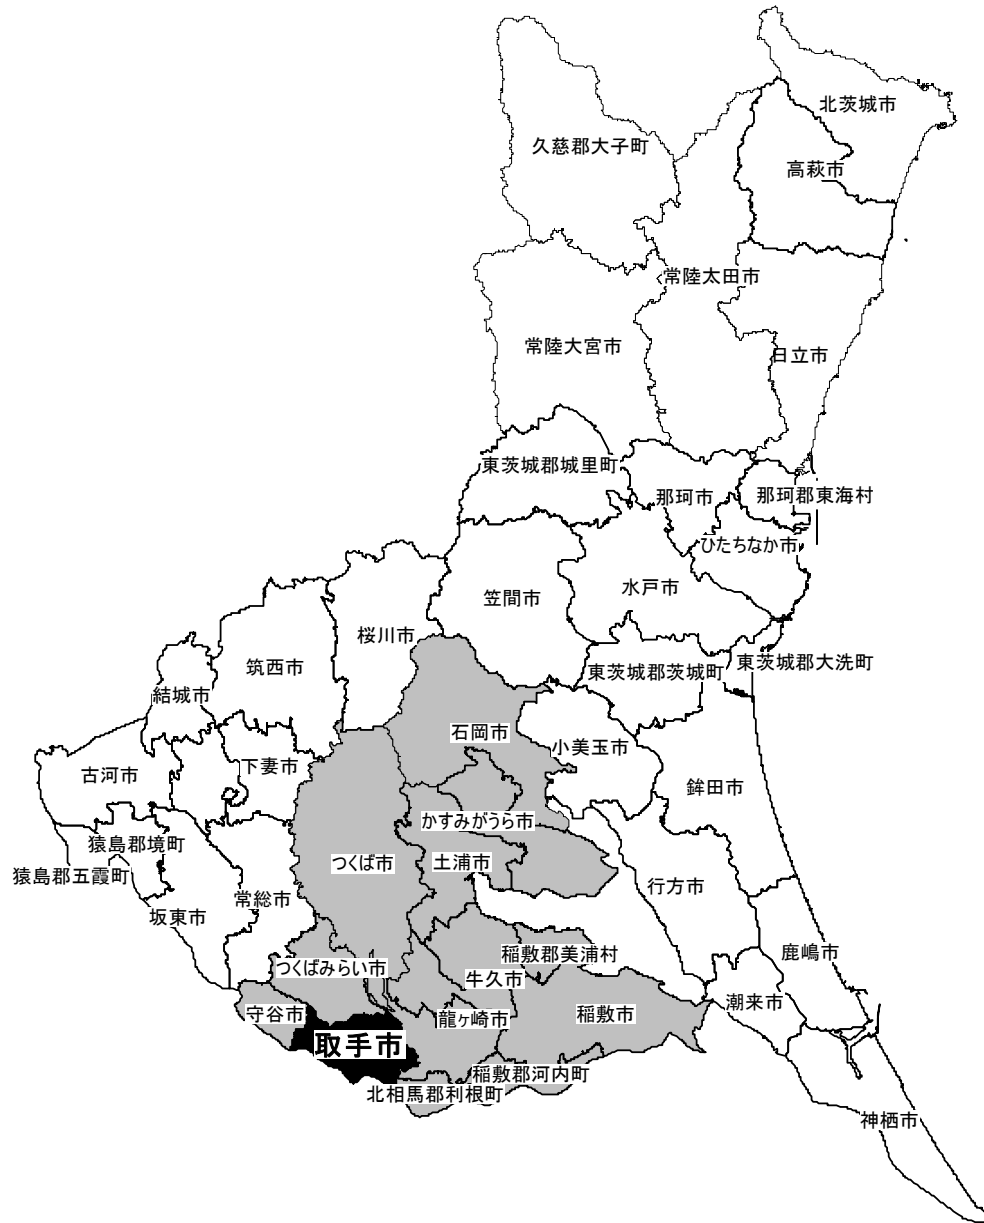 北茨城市
久慈郡大子町
高萩市
常陸太田市
常陸大宮市
日立市
東茨城郡城里町
那珂市
那珂郡東海村
ひたちなか市
笠間市
水戸市
桜川市
筑西市
東茨城郡茨城町
東茨城郡大洗町
結城市
石岡市
小美玉市
古河市
下妻市
鉾田市
かすみがうら市
猿島郡境町
つくば市
土浦市
猿島郡五霞町
行方市
常総市
坂東市
稲敷郡美浦村
鹿嶋市
つくばみらい市
牛久市
潮来市
守谷市
龍ヶ崎市
稲敷市
取手市
稲敷郡河内町
北相馬郡利根町
神栖市